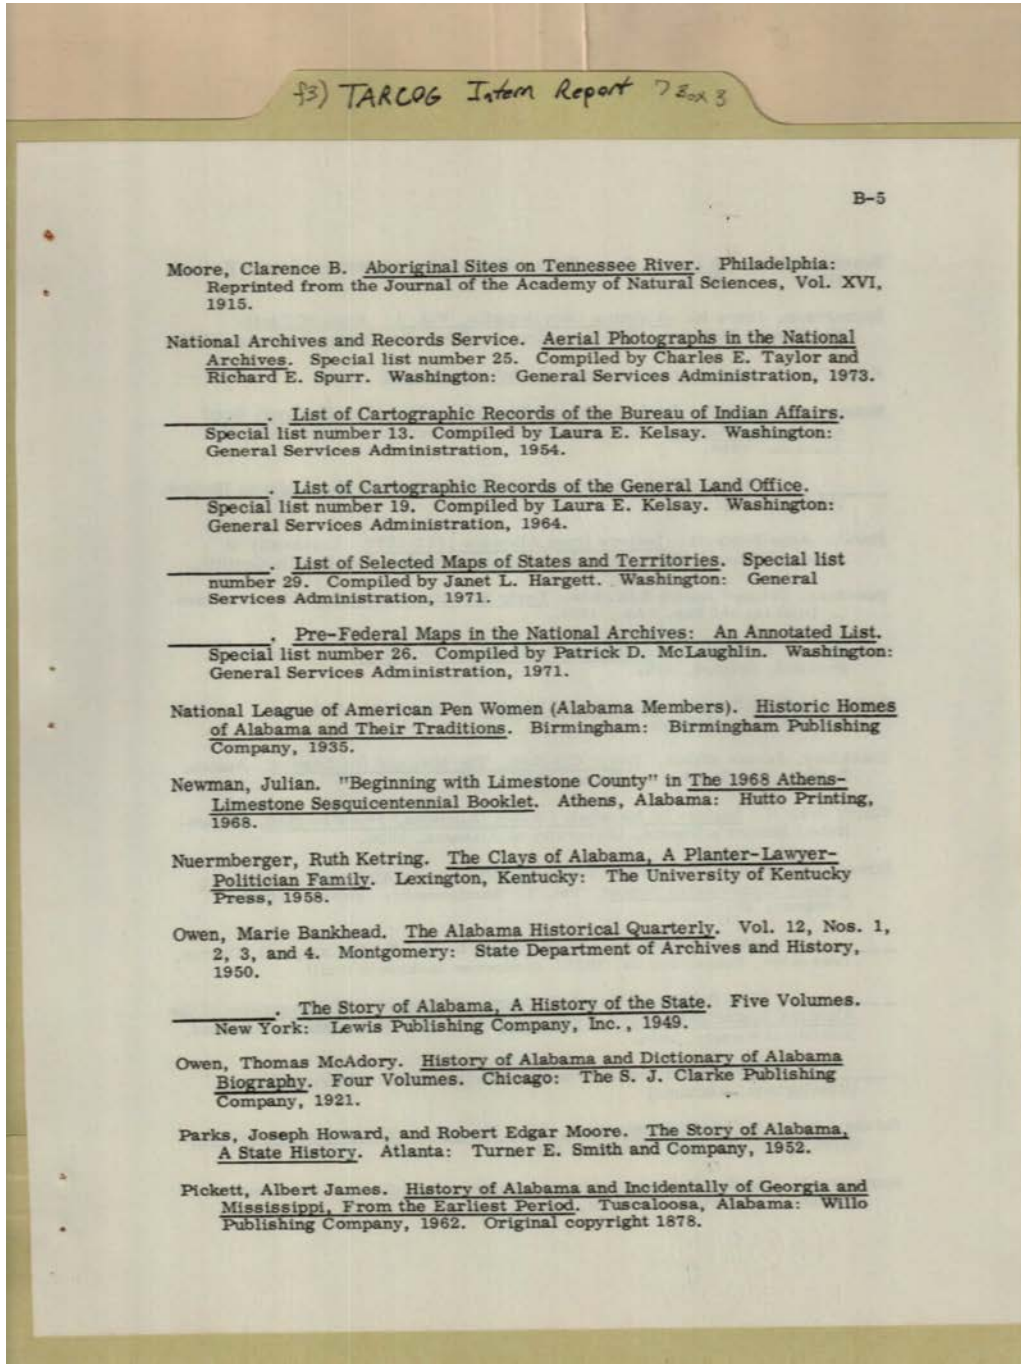 f3) TARCOG Intern Report Box 3
B-5
Moore, Clarence B. Aboriginal Sites on Tennessee River. Philadelphia:
Reprinted from the Journal of the Academy of Natural Sciences, Vol. XVI,
1915.
National Archives and Records Service. Aerial Photographs in the National
Archives. Special list number 25. Compiled by Charles E. Taylor and
Richard E. Spurr. Washington: General Services Administration, 1973.
________. List of Cartographic Records of the Bureau of Indian Affairs.
Special list number 13. Compiled by Laura E. Kelsay. Washington:
General Services Administration, 1954.
________. List of Cartographic Records of the General Land Office.
Special list number 19. Compiled by Laura E. Kelsay. Washington:
General Services Administration, 1964.
________. List of Selected Maps of States and Territories. Special list
number 29. Compiled by Janet L. Hargett. Washington: General
Services Administration, 1971.
________. Pre-Federal Maps in the National Archives: An Annotated List.
Special list number 26. Compiled by Patrick D. McLaughlin. Washington:
General Services Administration, 1971.
National League of American Pen Women (Alabama Members). Historic Homes
of Alabama and Their Traditions. Birmingham: Birmingham Publishing
Company, 1935.
Newman, Julian. "Beginning with Limestone County" in The 1968 Athens-
Limestone Sesquicentennial Booklet. Athens, Alabama: Hutto Printing,
1968.
Nuermberger, Ruth Ketring. The Clays of Alabama, A Planter-Lawyer-
Politician Family. Lexington, Kentucky: The University of Kentucky
Press, 1958.
Owen, Marie Bankhead. The Alabama Historical Quarterly. Vol. 12, Nos. 1,
2, 3, and 4. Montgomery: State Department of Archives and History,
1950.
________. The Story of Alabama, A History of the State. Five Volumes.
New York: Lewis Publishing Company, Inc., 1949.
Owen, Thomas McAdory. History of Alabama and Dictionary of Alabama
Biography. Four Volumes. Chicago: The S. J. Clarke Publishing
Company, 1921.
Parks, Joseph Howard, and Robert Edgar Moore. The Story of Alabama,
A State History. Atlanta: Turner E. Smith and Company, 1952.
Pickett, Albert James. History of Alabama and Incidentally of Georgia and
Mississippi, From the Earliest Period. Tuscaloosa, Alabama: Willo
Publishing Company, 1962. Original copyright 1878.